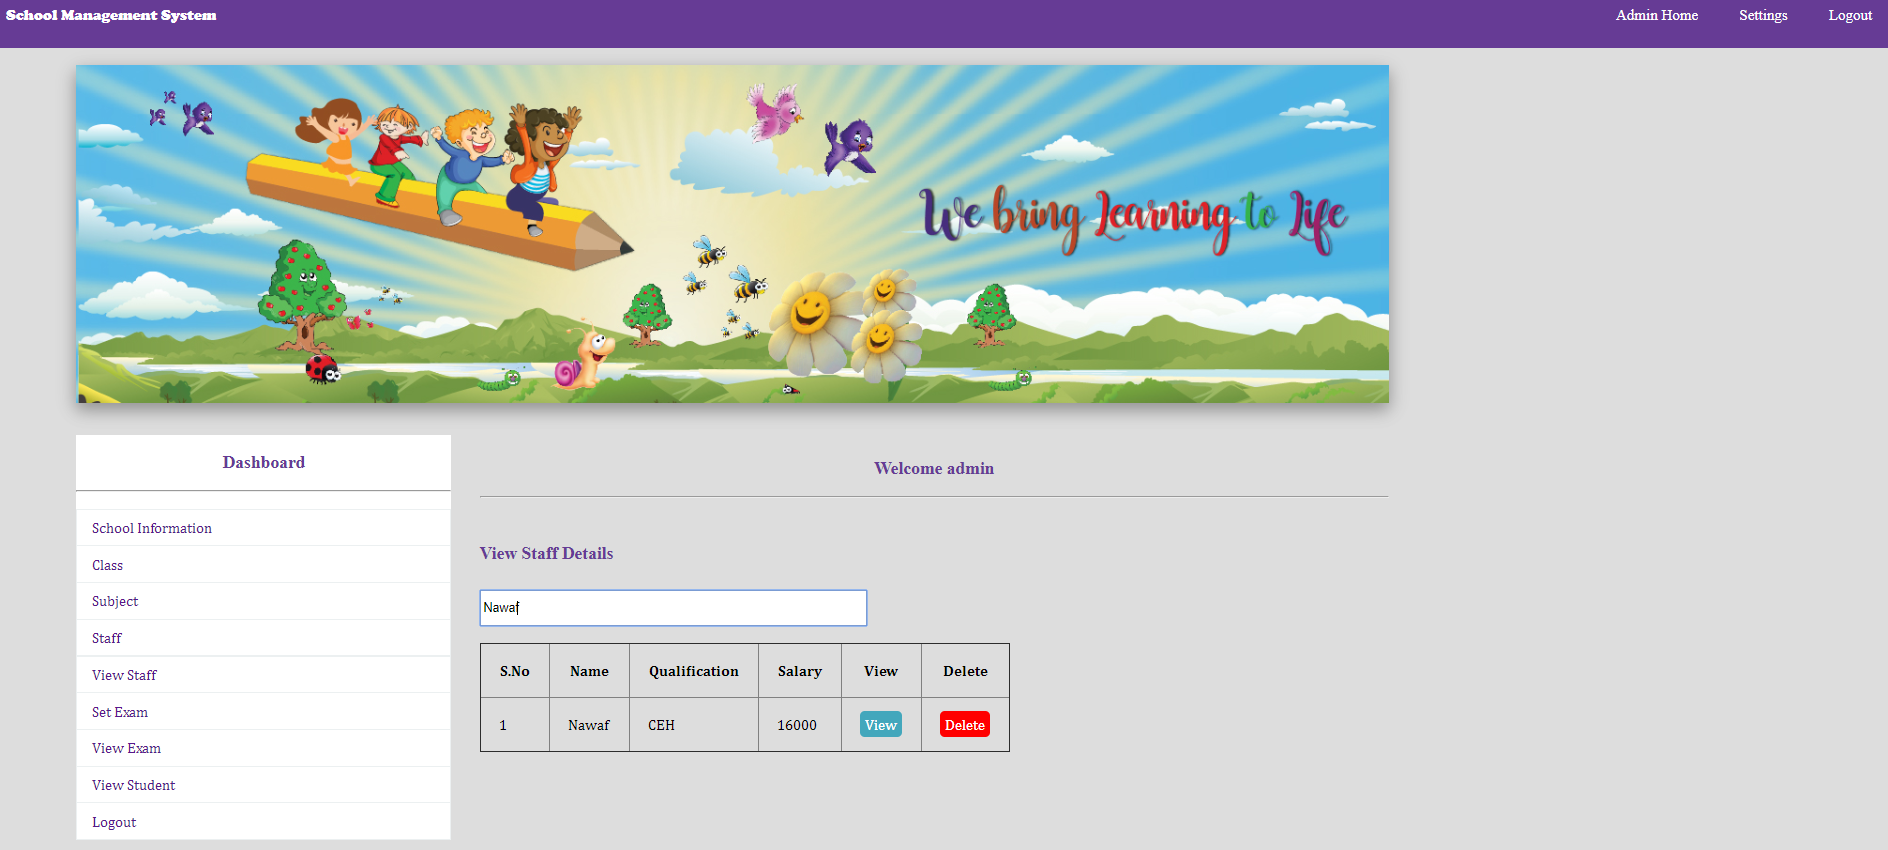 School Management System
Admin Home Settings Logout
We bring Learning to Life
Dashboard
School Information
Class
Subject
Staff
View Staff
Set Exam
View Exam
View Student
Logout
Welcome admin
View Staff Details
Nawaf
S.No Name Qualification Salary View Delete
1 Nawaf CEH 16000 View Delete